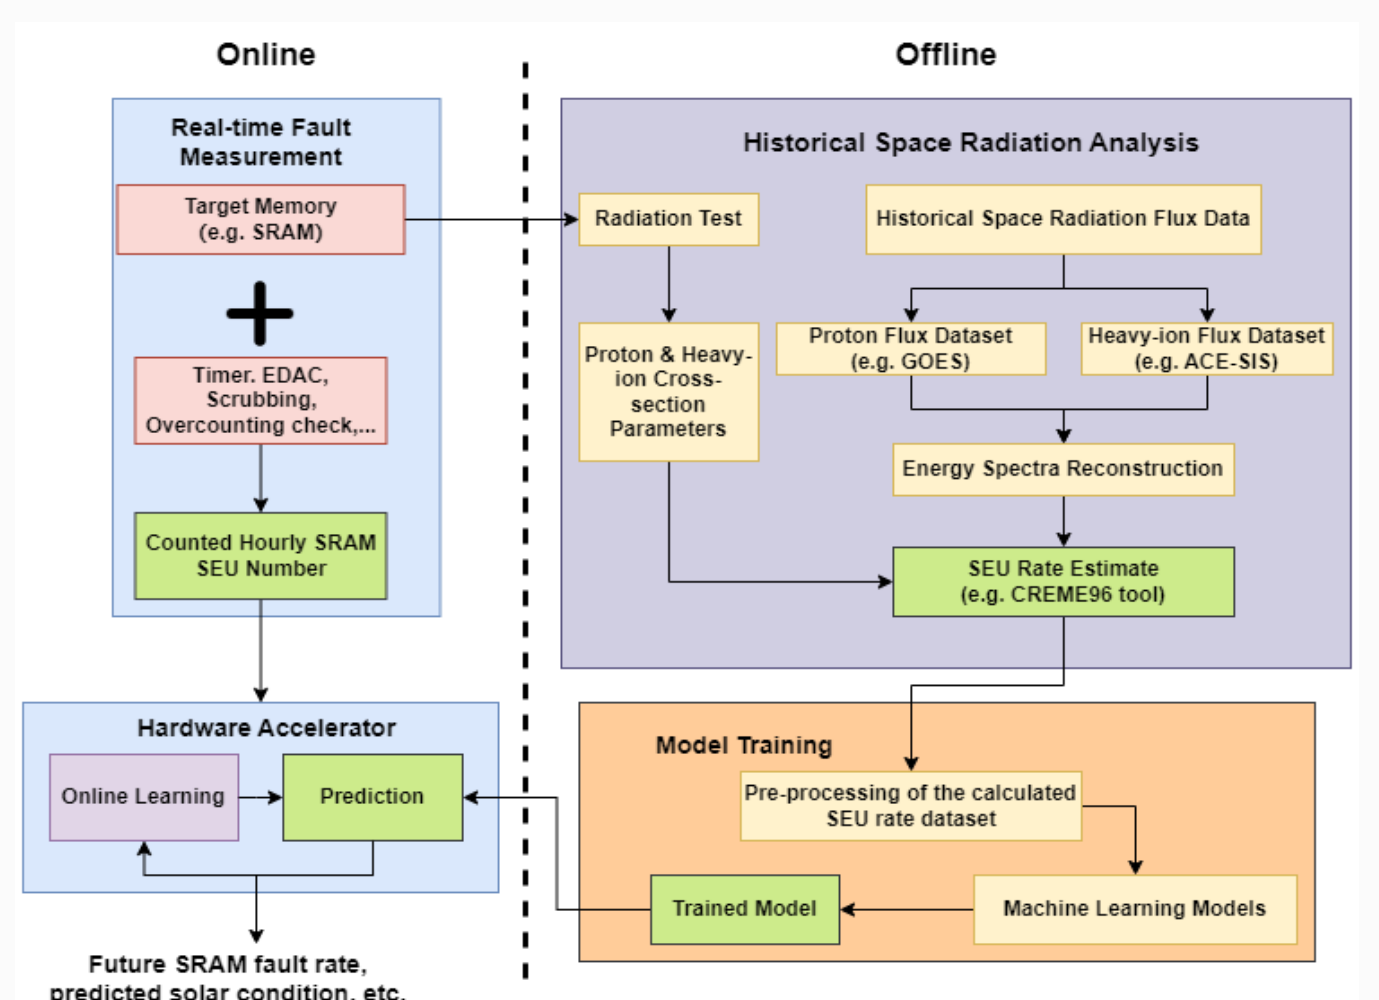 Online
Offline
Real-time Fault
Measurement
Target Memory
(e.g. SRAM)
Timer. EDAC,
Scrubbing,
Overcounting check,...
Counted Hourly SRAM
SEU Number
Historical Space Radiation Analysis
Radiation Test
Historical Space Radiation Flux Data
Proton & Heavy-
ion Cross-
section
Parameters
Proton Flux Dataset
(e.g. GOES)
Heavy-ion Flux Dataset
(e.g. ACE-SIS)
Energy Spectra Reconstruction
SEU Rate Estimate
(e.g. CREME96 tool)
Hardware Accelerator
Online Learning
Prediction
Future SRAM fault rate,
predicted solar condition, etc.
Model Training
Pre-processing of the calculated
SEU rate dataset
Trained Model
Machine Learning Models